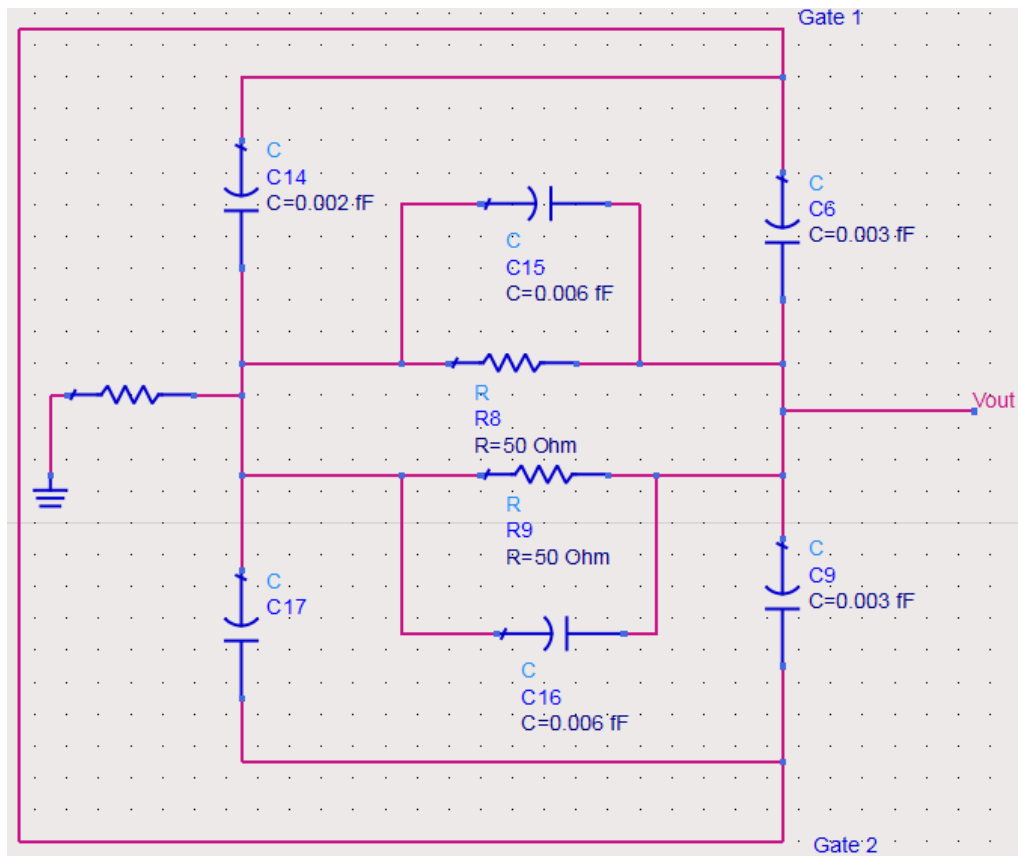 Gate 1
C
C14
C=0.002 fF
C
C6
C=0.003 fF
C
C15
C=0.006 fF
R
R8
R=50 Ohm
Vout
R
R9
R=50 Ohm
C
C9
C=0.003 fF
C
C17
C
C16
C=0.006 fF
Gate 2